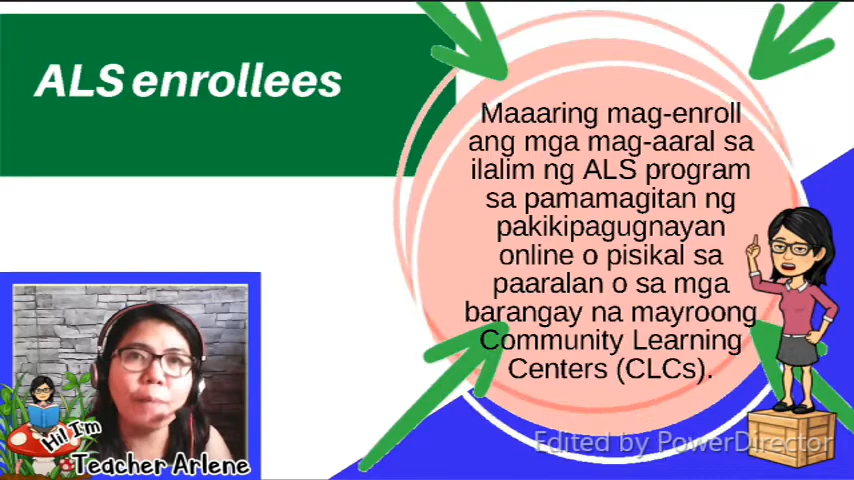 ALS enrollees
Maaaring mag-enroll
ang mga mag-aaral sa
ilalim ng ALS program
sa pamamagitan ng
pakikipagugnayan
online o pisikal sa
paaralan o sa mga
barangay na mayroong
Community Learning
Centers (CLCs).
Hi! I'm
Teacher Arlene
Edited by PowerDirector